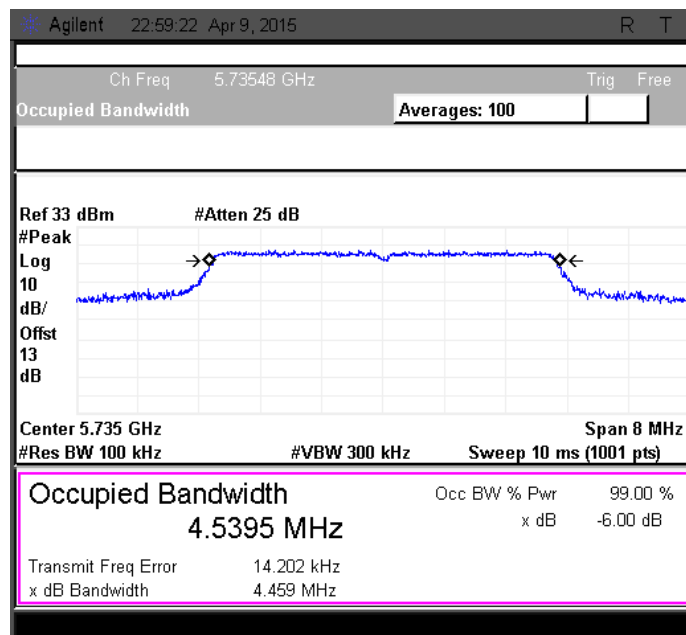 Agilent 22:59:22 Apr 9, 2015 R T
Ch Freq 5.73548 GHz Trig Free
Occupied Bandwidth Averages: 100
Ref 33 dBm #Atten 25 dB
#Peak
Log
10
dB/
Offst
13
dB
Center 5.735 GHz Span 8 MHz
#Res BW 100 kHz #VBW 300 kHz Sweep 10 ms (1001 pts)
Occupied Bandwidth Occ BW % Pwr 99.00 %
4.5395 MHz x dB -6.00 dB
Transmit Freq Error 14.202 kHz
x dB Bandwidth 4.459 MHz